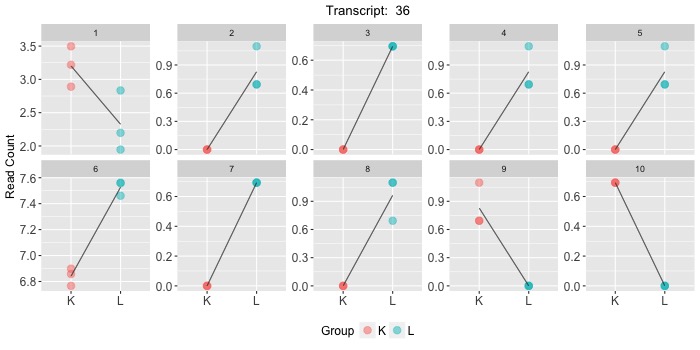 Transcript: 36
1 2 3 4 5
3.5 0.9 0.6 0.9 0.9
3.0 0.6 0.4 0.6 0.6
2.5 0.3 0.2 0.3 0.3
2.0 0.0 0.0 0.0 0.0
Read Count
6 7 8 9 10
7.6
7.4 0.6 0.9 0.9 0.6
7.2 0.4 0.6 0.6 0.4
7.0 0.2 0.3 0.3 0.2
6.8 0.0 0.0 0.0 0.0
K L K L K L K L K L
Group K L